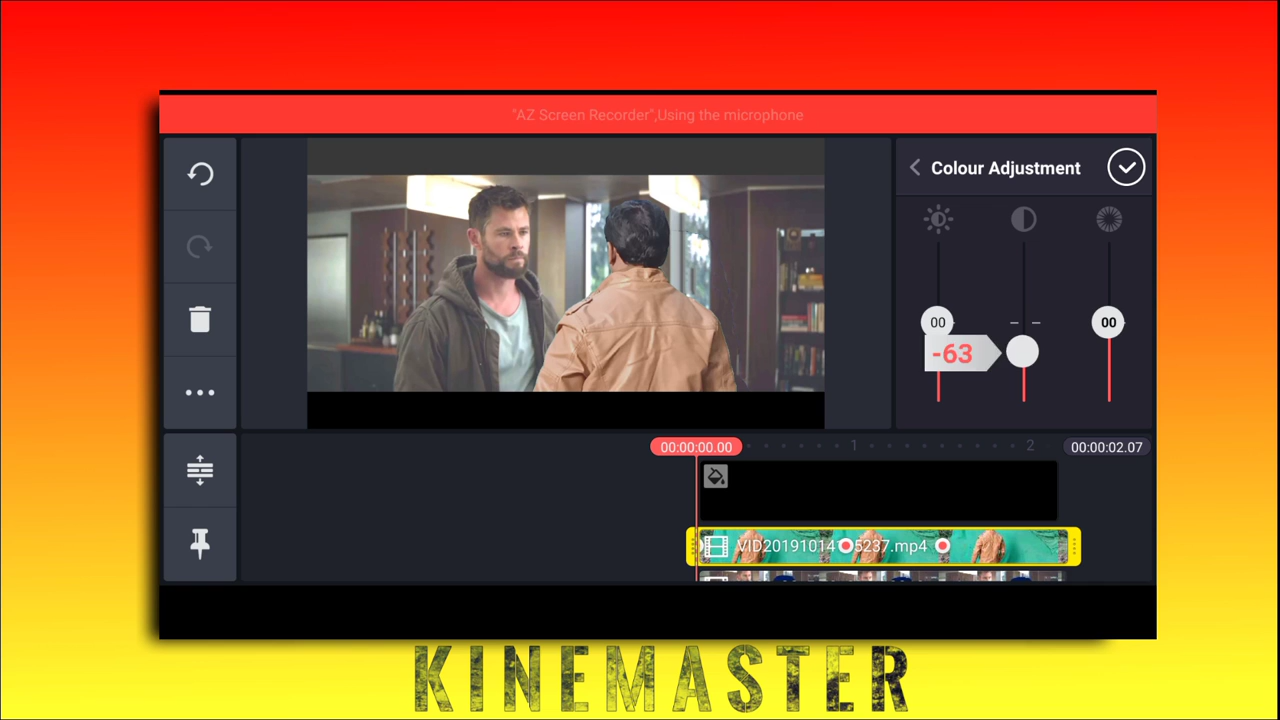 "AZ Screen Recorder",Using the microphone
Colour Adjustment
00
00
-63
00:00:00.00
1
2
00:00:02.07
VID20191014 5237.mp4
KINEMASTER